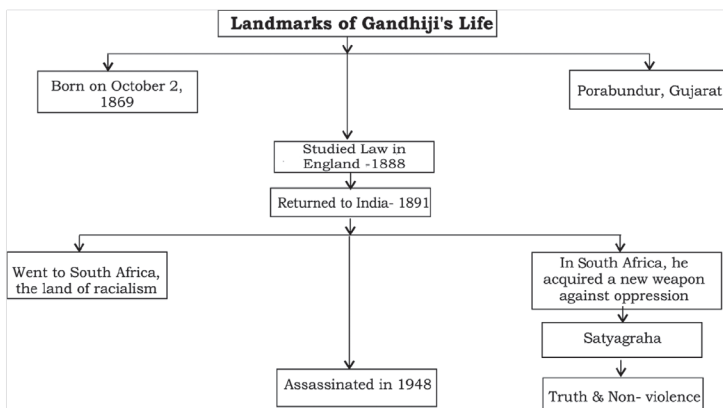 Landmarks of Gandhiji's Life
Born on October 2,
1869
Porabundur, Gujarat
Studied Law in
England -1888
Returned to India- 1891
Went to South Africa,
the land of racialism
In South Africa, he
acquired a new weapon
against oppression
Satyagraha
Assassinated in 1948
Truth & Non- violence